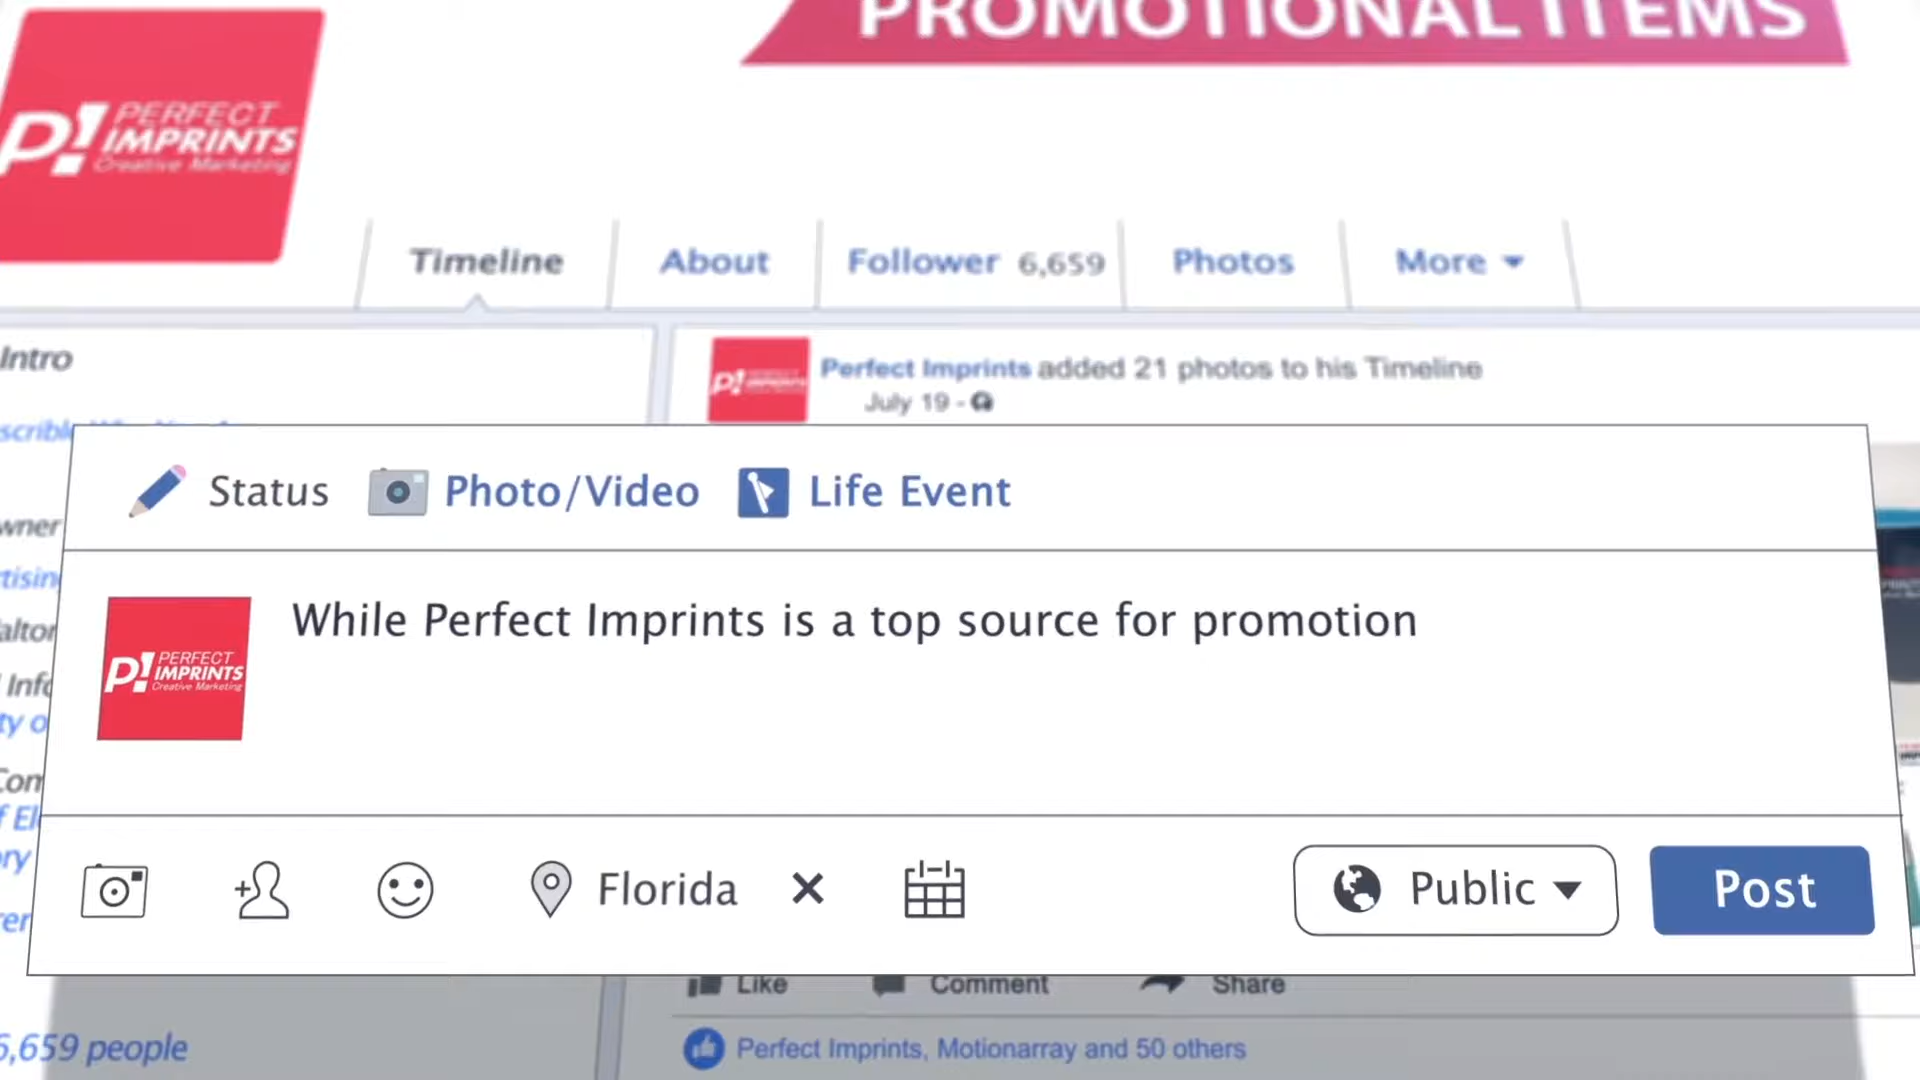 PROMOTIONAL ITEMS
P! PERFECT
IMPRINTS
Creative Marketing
Timeline About Follower 6,659 Photos More
Intro
Perfect Imprints added 21 photos to his Timeline
July 19
Status Photo/Video Life Event
While Perfect Imprints is a top source for promotion
P! PERFECT
IMPRINTS
Creative Marketing
Florida Public Post
Like Comment Share
6,659 people
Perfect Imprints, Motionarray and 50 others